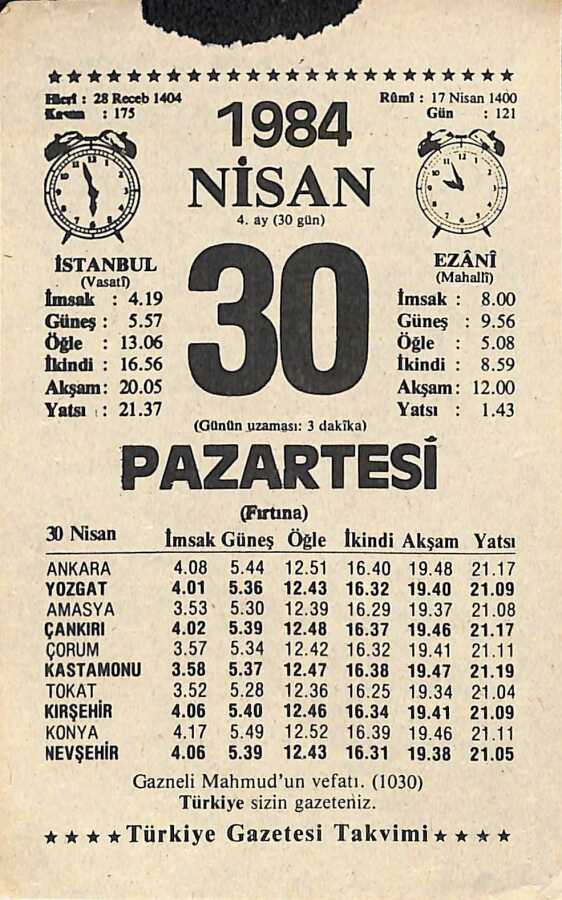 ★★★★★★★★★★★★★★★★★★★★★★★★
Hicrî : 28 Receb 1404
Kasım : 175
1984
Rûmî : 17 Nisan 1400
Gün : 121
NİSAN
4. ay (30 gün)
İSTANBUL
(Vasatî)
İmsak : 4.19
Güneş : 5.57
Öğle : 13.06
İkindi : 16.56
Akşam: 20.05
Yatsı : 21.37
30
EZÂNÎ
(Mahallî)
İmsak : 8.00
Güneş : 9.56
Öğle : 5.08
İkindi : 8.59
Akşam: 12.00
Yatsı : 1.43
(Günün uzaması: 3 dakîka)
PAZARTESİ
(Fırtına)
30 Nisan İmsak Güneş Öğle İkindi Akşam Yatsı
ANKARA 4.08 5.44 12.51 16.40 19.48 21.17
YOZGAT 4.01 5.36 12.43 16.32 19.40 21.09
AMASYA 3.53 5.30 12.39 16.29 19.37 21.08
ÇANKIRI 4.02 5.39 12.48 16.37 19.46 21.17
ÇORUM 3.57 5.34 12.42 16.32 19.41 21.11
KASTAMONU 3.58 5.37 12.47 16.38 19.47 21.19
TOKAT 3.52 5.28 12.36 16.25 19.34 21.04
KIRŞEHİR 4.06 5.40 12.46 16.34 19.41 21.09
KONYA 4.17 5.49 12.52 16.39 19.46 21.11
NEVŞEHİR 4.06 5.39 12.43 16.31 19.38 21.05
Gazneli Mahmud'un vefatı. (1030)
Türkiye sizin gazeteniz.
★★★★Türkiye Gazetesi Takvimi★★★★